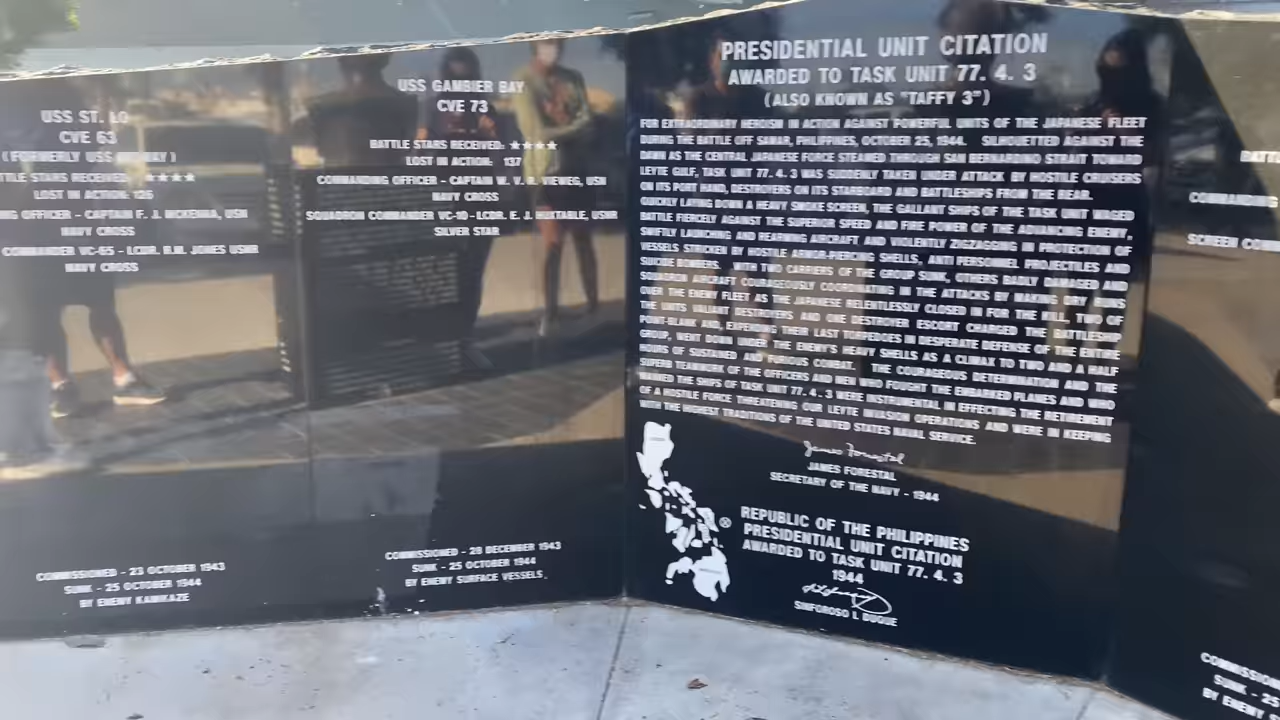 USS ST. LO
CVE 63
( FORMERLY USS MIDWAY )
TTLE STARS RECEIVED: ★★★★
LOST IN ACTION: 126
NG OFFICER - CAPTAIN F. J. MCKENNA, USN
NAVY CROSS
COMMANDER VC-65 - LCDR. R.M. JONES USNR
NAVY CROSS
COMMISSIONED - 23 OCTOBER 1943
SUNK - 25 OCTOBER 1944
BY ENEMY KAMIKAZE
USS GAMBIER BAY
CVE 73
BATTLE STARS RECEIVED: ★★★★
LOST IN ACTION: 137
COMMANDING OFFICER - CAPTAIN W. V. R. VIEWEG, USN
NAVY CROSS
SQUADRON COMMANDER VC-10 - LCDR. E. J. HUXTABLE, USNR
SILVER STAR
COMMISSIONED - 28 DECEMBER 1943
SUNK - 25 OCTOBER 1944
BY ENEMY SURFACE VESSELS.
PRESIDENTIAL UNIT CITATION
AWARDED TO TASK UNIT 77. 4. 3
(ALSO KNOWN AS "TAFFY 3")
FOR EXTRAORDINARY HEROISM IN ACTION AGAINST POWERFUL UNITS OF THE JAPANESE FLEET
DURING THE BATTLE OFF SAMAR, PHILIPPINES, OCTOBER 25, 1944. SILHOUETTED AGAINST THE
DAWN AS THE CENTRAL JAPANESE FORCE STEAMED THROUGH SAN BERNARDINO STRAIT TOWARD
LEYTE GULF, TASK UNIT 77. 4. 3 WAS SUDDENLY TAKEN UNDER ATTACK BY HOSTILE CRUISERS
ON ITS PORT HAND, DESTROYERS ON ITS STARBOARD AND BATTLESHIPS FROM THE REAR.
QUICKLY LAYING DOWN A HEAVY SMOKE SCREEN, THE GALLANT SHIPS OF THE TASK UNIT WAGED
BATTLE FIERCELY AGAINST THE SUPERIOR SPEED AND FIRE POWER OF THE ADVANCING ENEMY,
SWIFTLY LAUNCHING AND REARMING AIRCRAFT AND VIOLENTLY ZIGZAGGING IN PROTECTION OF
VESSELS STRICKEN BY HOSTILE ARMOR-PIERCING SHELLS, ANTI PERSONNEL PROJECTILES AND
SUICIDE BOMBERS. WITH TWO CARRIERS OF THE GROUP SUNK, OTHERS BADLY DAMAGED AND
SQUADRON AIRCRAFT COURAGEOUSLY COORDINATING IN THE ATTACKS BY MAKING DRY RUNS
OVER THE ENEMY FLEET AS THE JAPANESE RELENTLESSLY CLOSED IN FOR THE KILL, TWO OF
THE UNITS VALIANT DESTROYERS AND ONE DESTROYER ESCORT CHARGED THE BATTLESHIP
POINT-BLANK AND, EXPENDING THEIR LAST TORPEDOES IN DESPERATE DEFENSE OF THE ENTIRE
GROUP, WENT DOWN UNDER THE ENEMY'S HEAVY SHELLS AS A CLIMAX TO TWO AND A HALF
HOURS OF SUSTAINED AND FURIOUS COMBAT. THE COURAGEOUS DETERMINATION AND THE
SUPERB TEAMWORK OF THE OFFICERS AND MEN WHO FOUGHT THE EMBARKED PLANES AND WHO
MANNED THE SHIPS OF TASK UNIT 77. 4. 3 WERE INSTRUMENTAL IN EFFECTING THE RETIREMENT
OF A HOSTILE FORCE THREATENING OUR LEYTE INVASION OPERATIONS AND WERE IN KEEPING
WITH THE HIGHEST TRADITIONS OF THE UNITED STATES NAVAL SERVICE.
James Forestal
JAMES FORESTAL
SECRETARY OF THE NAVY - 1944
REPUBLIC OF THE PHILIPPINES
PRESIDENTIAL UNIT CITATION
AWARDED TO TASK UNIT 77. 4. 3
1944
SINFOROSO L DUQUE
BATTL
COMMANDING
SCREEN COM
COMMISSION
SUNK - 2
BY ENEM